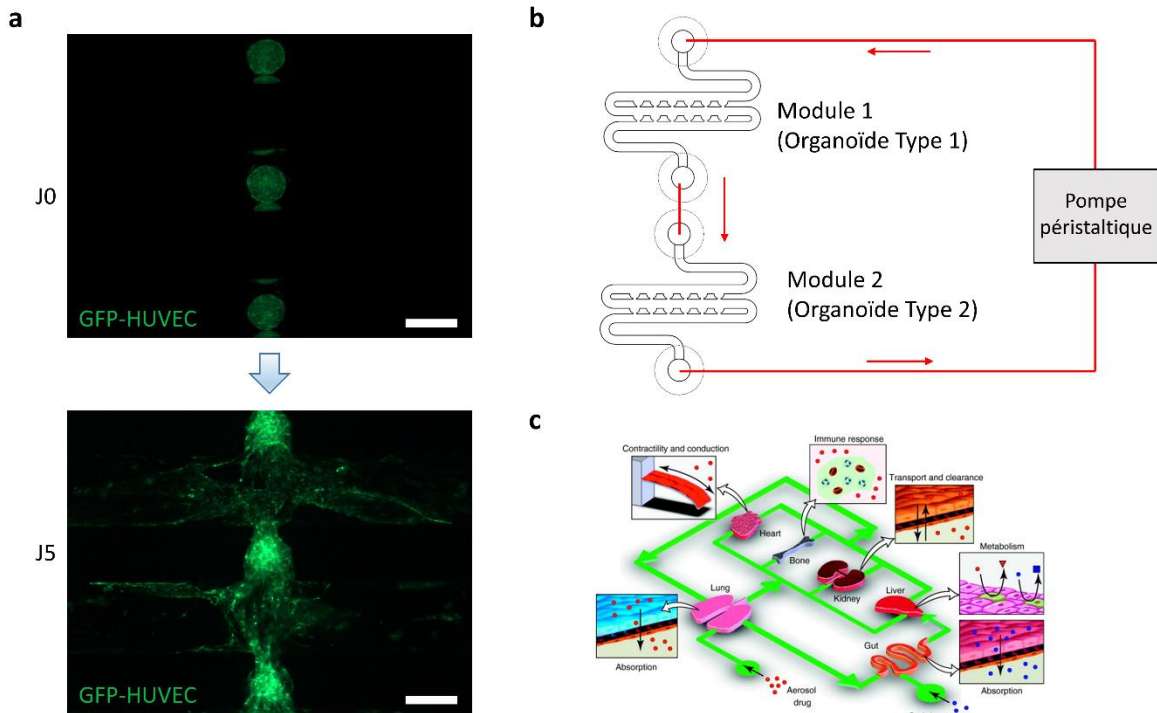 a
J0
GFP-HUVEC
J5
GFP-HUVEC
b
Module 1
(Organoïde Type 1)
Module 2
(Organoïde Type 2)
Pompe
péristaltique
c
Contractility and conduction
Immune response
Transport and clearance
Heart
Bone
Metabolism
Kidney
Lung
Liver
Gut
Absorption
Absorption
Aerosol
drug